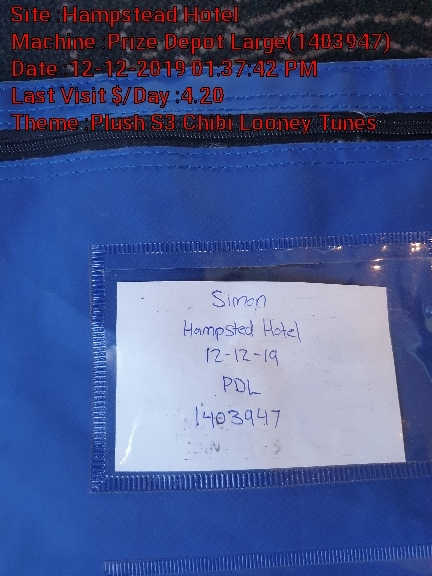 Site :Hampstead Hotel
Machine :Prize Depot Large(1403947)
Date :12-12-2019 01:37:42 PM
Last Visit $/Day :4.20
Theme :Plush S3 Chibi Looney Tunes
Simon
Hampsted Hotel
12-12-19
PDL
1403947